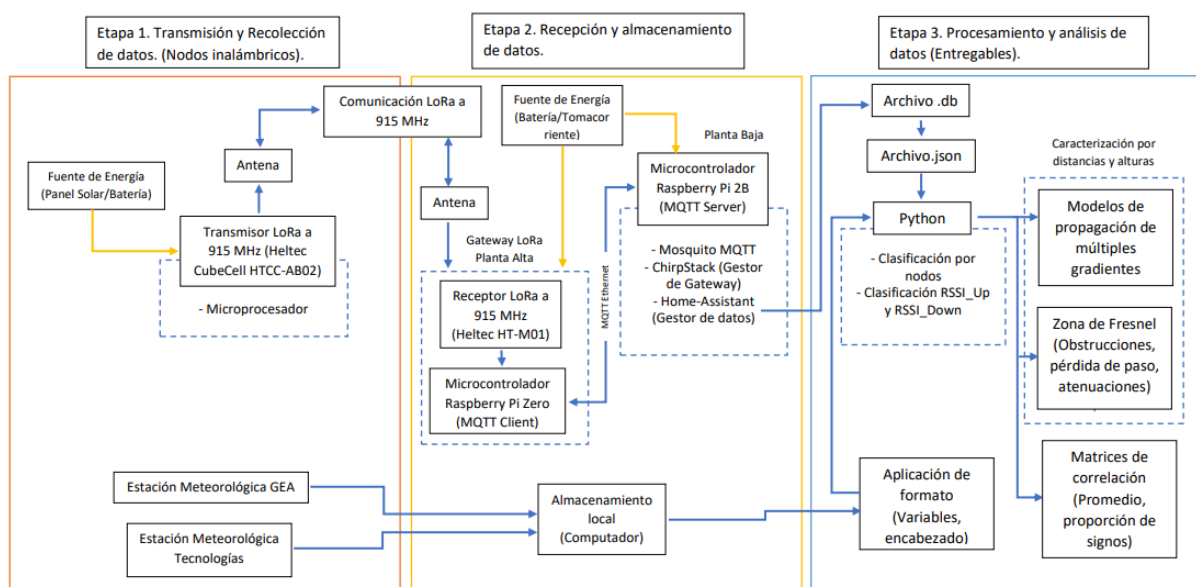 Etapa 1. Transmisión y Recolección
de datos. (Nodos inalámbricos).
Etapa 2. Recepción y almacenamiento
de datos.
Etapa 3. Procesamiento y análisis de
datos (Entregables).
Comunicación LoRa a
915 MHz
Antena
Fuente de Energía
(Panel Solar/Batería)
Transmisor LoRa a
915 MHz (Heltec
CubeCell HTCC-AB02)
- Microprocesador
Estación Meteorológica GEA
Estación Meteorológica
Tecnologías
Fuente de Energía
(Batería/Tomacor
riente)
Antena
Gateway LoRa
Planta Alta
Receptor LoRa a
915 MHz
(Heltec HT-M01)
Microcontrolador
Raspberry Pi Zero
(MQTT Client)
MQTT Ethernet
Planta Baja
Microcontrolador
Raspberry Pi 2B
(MQTT Server)
- Mosquito MQTT
- ChirpStack (Gestor
de Gateway)
- Home-Assistant
(Gestor de datos)
Almacenamiento
local
(Computador)
Archivo .db
Archivo.json
Python
- Clasificación por
nodos
- Clasificación RSSI_Up
y RSSI_Down
Aplicación de
formato
(Variables,
encabezado)
Caracterización por
distancias y alturas
Modelos de
propagación de
múltiples
gradientes
Zona de Fresnel
(Obstrucciones,
pérdida de paso,
atenuaciones)
Matrices de
correlación
(Promedio,
proporción de
signos)